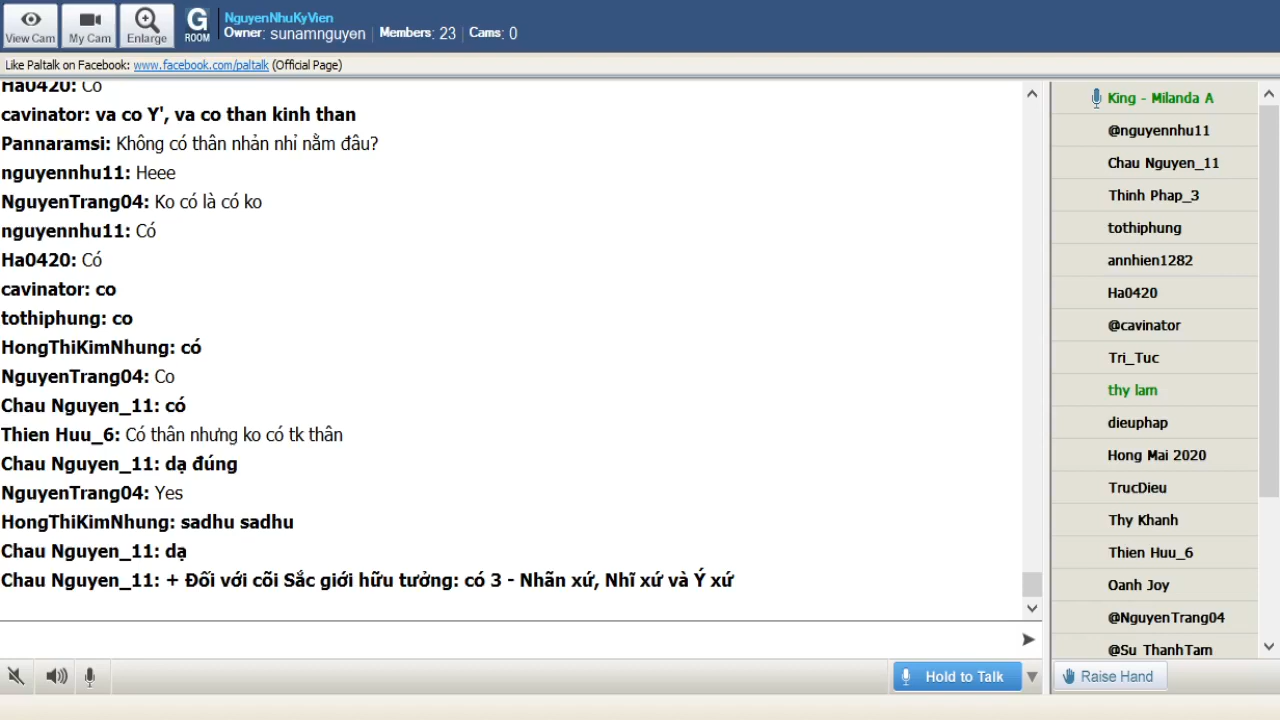 View Cam
My Cam
Enlarge
G
ROOM
NguyenNhuKyVien
Owner: sunamnguyen | Members: 23 | Cams: 0
Like Paltalk on Facebook: www.facebook.com/paltalk (Official Page)
Ha0420: Có
cavinator: va co Y', va co than kinh than
Pannaramsi: Không có thân nhản nhỉ nằm đâu?
nguyennhu11: Heee
NguyenTrang04: Ko có là có ko
nguyennhu11: Có
Ha0420: Có
cavinator: co
tothiphung: co
HongThiKimNhung: có
NguyenTrang04: Co
Chau Nguyen_11: có
Thien Huu_6: Có thân nhưng ko có tk thân
Chau Nguyen_11: dạ đúng
NguyenTrang04: Yes
HongThiKimNhung: sadhu sadhu
Chau Nguyen_11: dạ
Chau Nguyen_11: + Đối với cõi Sắc giới hữu tưởng: có 3 - Nhãn xứ, Nhĩ xứ và Ý xứ
King - Milanda A
@nguyennhu11
Chau Nguyen_11
Thinh Phap_3
tothiphung
annhien1282
Ha0420
@cavinator
Tri_Tuc
thy lam
dieuphap
Hong Mai 2020
TrucDieu
Thy Khanh
Thien Huu_6
Oanh Joy
@NguyenTrang04
@Su ThanhTam
Hold to Talk
Raise Hand